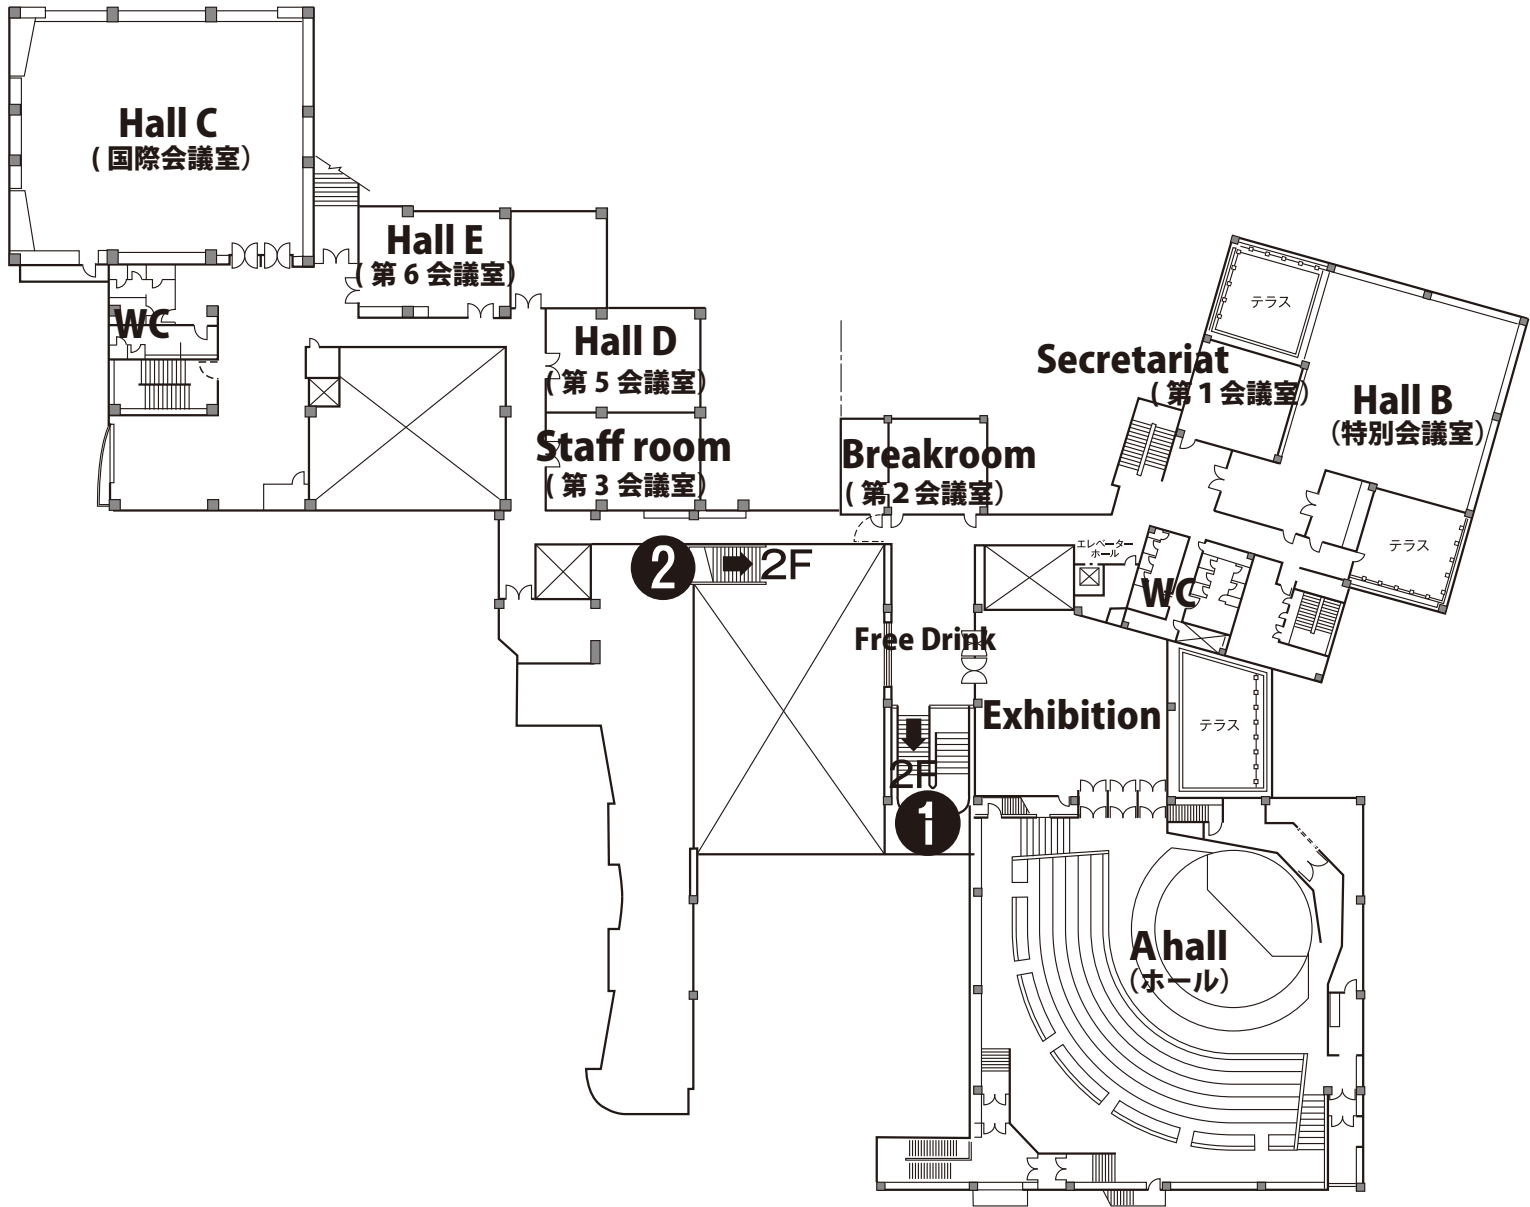 Hall C
( 国際会議室)
Hall E
( 第 6 会議室)
WC
Hall D
( 第 5 会議室)
Staff room
( 第 3 会議室)
Breakroom
( 第２会議室)
Secretariat
( 第１会議室)
テラス
Hall B
(特別会議室)
テラス
エレベーター
ホール
WC
2
2F
Free Drink
Exhibition
テラス
2F
1
A hall
(ホール)